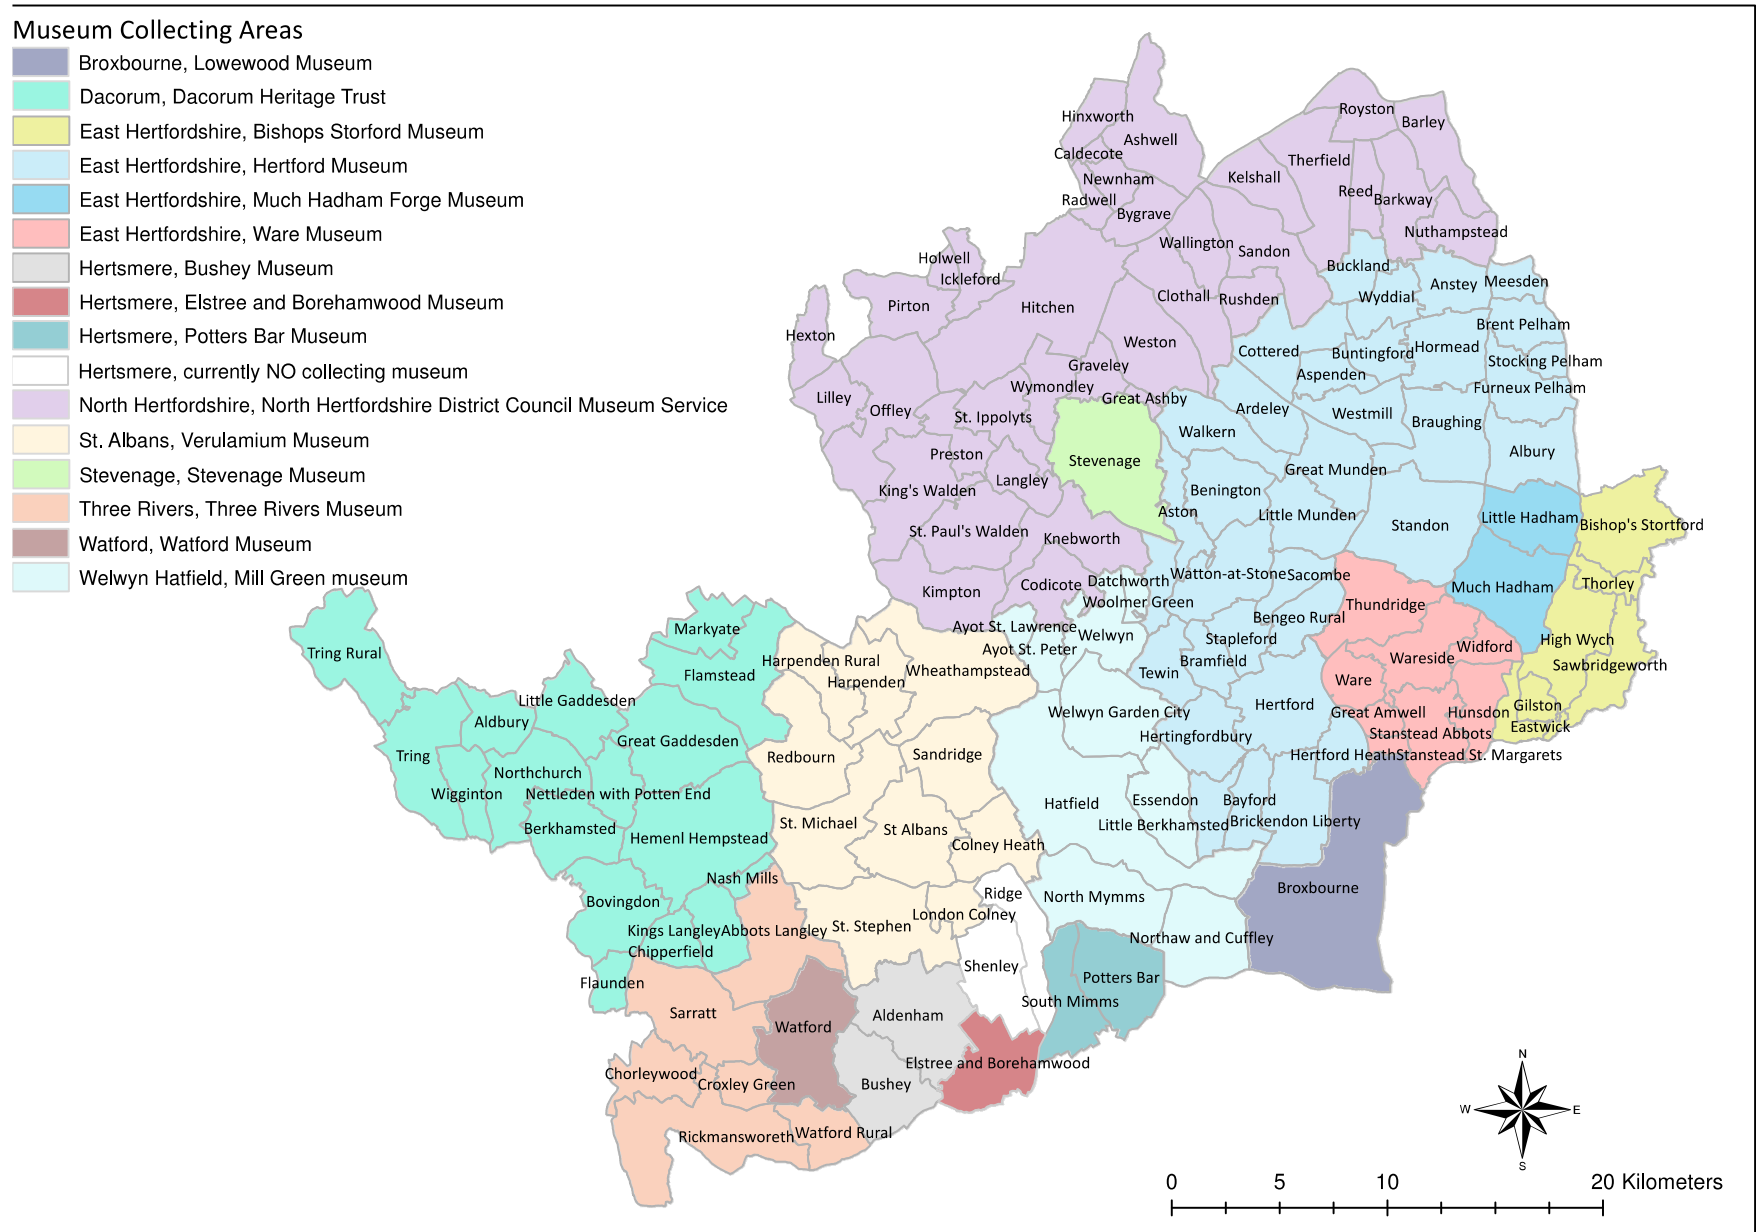 Museum Collecting Areas
Broxbourne, Lowewood Museum
Dacorum, Dacorum Heritage Trust
East Hertfordshire, Bishops Storford Museum
East Hertfordshire, Hertford Museum
East Hertfordshire, Much Hadham Forge Museum
East Hertfordshire, Ware Museum
Hertsmere, Bushey Museum
Hertsmere, Elstree and Borehamwood Museum
Hertsmere, Potters Bar Museum
Hertsmere, currently NO collecting museum
North Hertfordshire, North Hertfordshire District Council Museum Service
St. Albans, Verulamium Museum
Stevenage, Stevenage Museum
Three Rivers, Three Rivers Museum
Watford, Watford Museum
Welwyn Hatfield, Mill Green museum
Hinxworth
Ashwell
Caldecote
Newnham
Radwell
Bygrave
Royston
Barley
Therfield
Kelshall
Reed
Barkway
Nuthampstead
Wallington
Sandon
Holwell
Ickleford
Pirton
Hitchen
Clothall
Rushden
Buckland
Wyddial
Anstey
Meesden
Hexton
Weston
Cottered
Buntingford
Hormead
Brent Pelham
Stocking Pelham
Graveley
Aspenden
Furneux Pelham
Wymondley
Great Ashby
Lilley
Offley
St. Ippolyts
Ardeley
Westmill
Braughing
Walkern
Preston
Stevenage
Albury
Great Munden
Langley
King's Walden
Benington
Aston
Little Munden
Standon
Little Hadham
Bishop's Stortford
St. Paul's Walden
Knebworth
Kimpton
Codicote
Datchworth
Watton-at-Stone
Sacombe
Much Hadham
Thorley
Woolmer Green
Thundridge
Bengeo Rural
Ayot St. Lawrence
Welwyn
Stapleford
Ayot St. Peter
Bramfield
Tewin
Widford
Wareside
High Wych
Sawbridgeworth
Tring Rural
Markyate
Flamstead
Harpenden Rural
Harpenden
Wheathampstead
Ware
Little Gaddesden
Aldbury
Great Gaddesden
Welwyn Garden City
Hertford
Great Amwell
Hunsdon
Gilston
Eastwick
Hertingfordbury
Stanstead Abbots
Hertford Heath
Stanstead St. Margarets
Tring
Northchurch
Wigginton
Nettleden with Potten End
Redbourn
Sandridge
Berkhamsted
Hemenl Hempstead
St. Michael
St Albans
Colney Heath
Hatfield
Essendon
Bayford
Little Berkhamsted
Brickendon Liberty
Nash Mills
Bovingdon
Kings Langley
Abbots Langley
Chipperfield
St. Stephen
London Colney
Ridge
North Mymms
Broxbourne
Northaw and Cuffley
Flaunden
Shenley
Potters Bar
South Mimms
Sarratt
Watford
Aldenham
Elstree and Borehamwood
Chorleywood
Croxley Green
Bushey
Rickmansworeth
Watford Rural
N
W
E
S
0 5 10 20 Kilometers